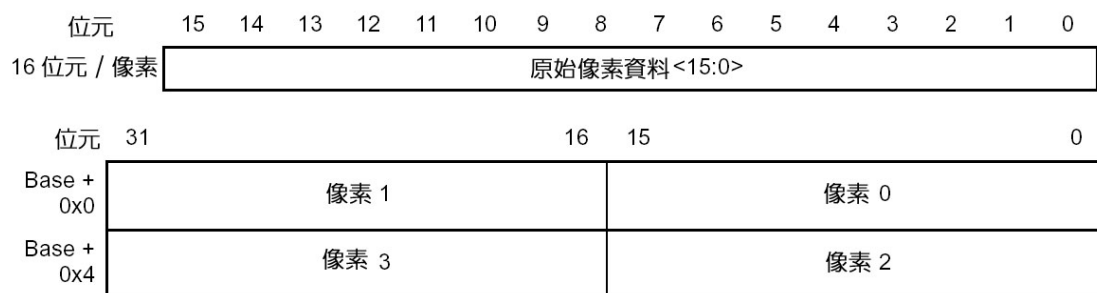 位元 15 14 13 12 11 10 9 8 7 6 5 4 3 2 1 0
16 位元 / 像素 原始像素資料<15:0>
位元 31 16 15 0
Base +
0x0
像素 1 像素 0
Base +
0x4
像素 3 像素 2